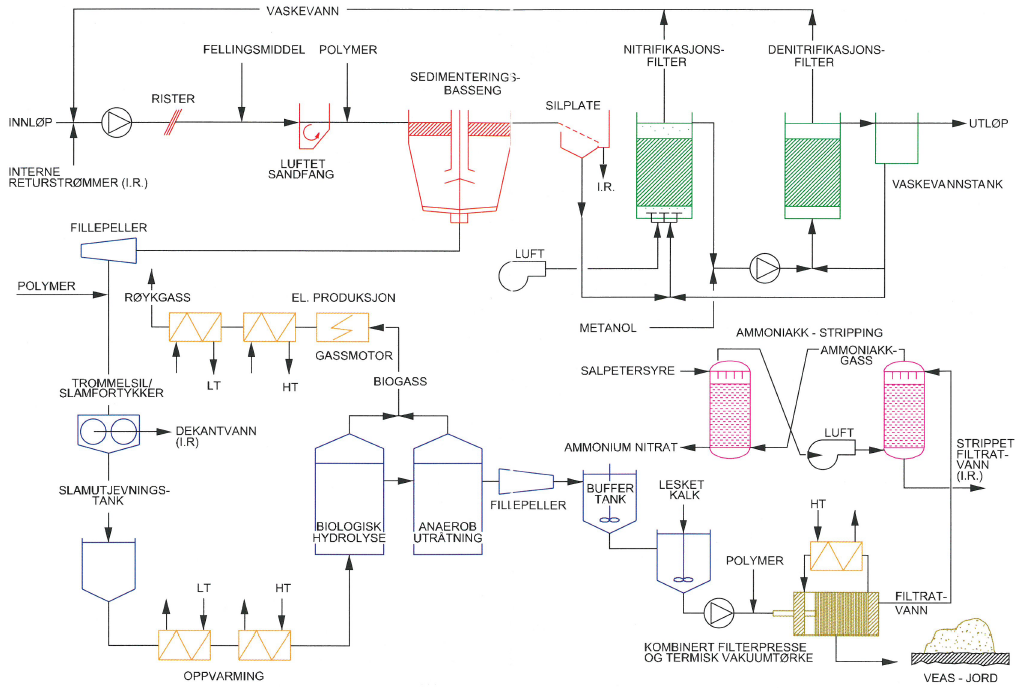 VASKEVANN
FELLINGSMIDDEL
POLYMER
NITRIFIKASJONS-
FILTER
DENITRIFIKASJONS-
FILTER
SEDIMENTERINGS-
BASSENG
RISTER
SILPLATE
INNLØP
UTLØP
LUFTET
SANDFANG
INTERNE
RETURSTRØMMER (I.R.)
I.R.
VASKEVANNSTANK
FILLEPELLER
LUFT
POLYMER
RØYKGASS
EL. PRODUKSJON
METANOL
GASSMOTOR
AMMONIAKK - STRIPPING
AMMONIAKK-
GASS
LT
HT
BIOGASS
SALPETERSYRE
TROMMELSIL/
SLAMFORTYKKER
DEKANTVANN
(I.R)
LUFT
AMMONIUM NITRAT
STRIPPET
FILTRAT-
VANN
(I.R.)
SLAMUTJEVNINGS-
TANK
BUFFER
TANK
FILLEPELLER
LESKET
KALK
HT
BIOLOGISK
HYDROLYSE
ANAEROB
UTRÅTNING
POLYMER
LT
HT
FILTRAT-
VANN
KOMBINERT FILTERPRESSE
OG TERMISK VAKUUMTØRKE
OPPVARMING
VEAS - JORD